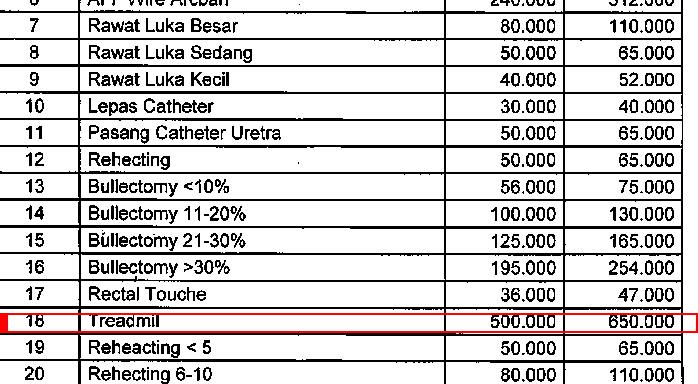 7 Rawat Luka Besar 80.000 110.000
8 Rawat Luka Sedang 50.000 65.000
9 Rawat Luka Kecil 40.000 52.000
10 Lepas Catheter 30.000 40.000
11 Pasang Catheter Uretra 50.000 65.000
12 Rehecting 50.000 65.000
13 Bullectomy <10% 56.000 75.000
14 Bullectomy 11-20% 100.000 130.000
15 Bullectomy 21-30% 125.000 165.000
16 Bullectomy >30% 195.000 254.000
17 Rectal Touche 36.000 47.000
18 Treadmil 500.000 650.000
19 Reheacting < 5 50.000 65.000
20 Rehecting 6-10 80.000 110.000